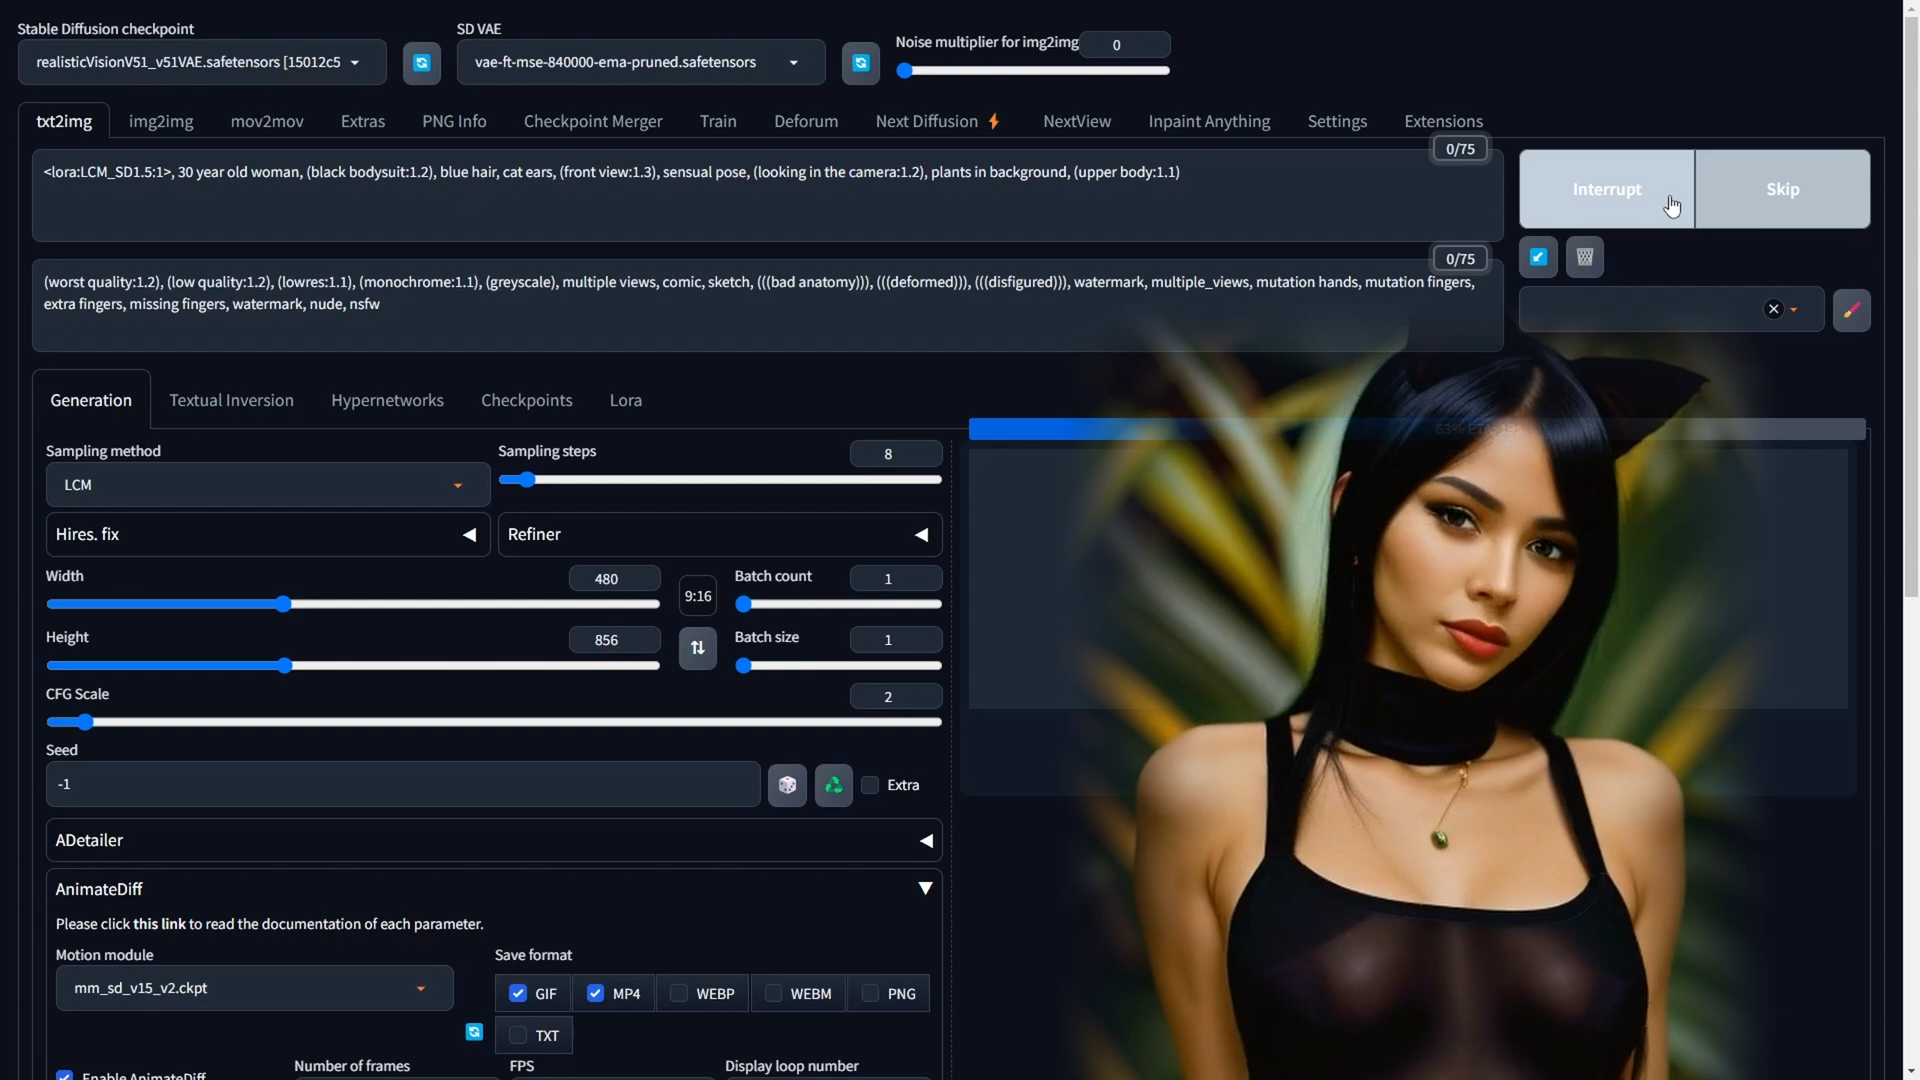 Stable Diffusion checkpoint
SD VAE
Noise multiplier for img2img
0
realisticVisionV51_v51VAE.safetensors [15012c5
vae-ft-mse-840000-ema-pruned.safetensors
txt2img
img2img
mov2mov
Extras
PNG Info
Checkpoint Merger
Train
Deforum
Next Diffusion
NextView
Inpaint Anything
Settings
Extensions
0/75
<lora:LCM_SD1.5:1>, 30 year old woman, (black bodysuit:1.2), blue hair, cat ears, (front view:1.3), sensual pose, (looking in the camera:1.2), plants in background, (upper body:1.1)
Interrupt
Skip
0/75
(worst quality:1.2), (low quality:1.2), (lowres:1.1), (monochrome:1.1), (greyscale), multiple views, comic, sketch, (((bad anatomy))), (((deformed))), (((disfigured))), watermark, multiple_views, mutation hands, mutation fingers,
extra fingers, missing fingers, watermark, nude, nsfw
Generation
Textual Inversion
Hypernetworks
Checkpoints
Lora
63%
Sampling method
Sampling steps
8
LCM
Hires. fix
Refiner
Width
480
9:16
Batch count
1
Height
856
Batch size
1
CFG Scale
2
Seed
-1
Extra
ADetailer
AnimateDiff
Please click this link to read the documentation of each parameter.
Motion module
Save format
mm_sd_v15_v2.ckpt
GIF
MP4
WEBP
WEBM
PNG
TXT
Enable AnimateDiff
Number of frames
FPS
Display loop number